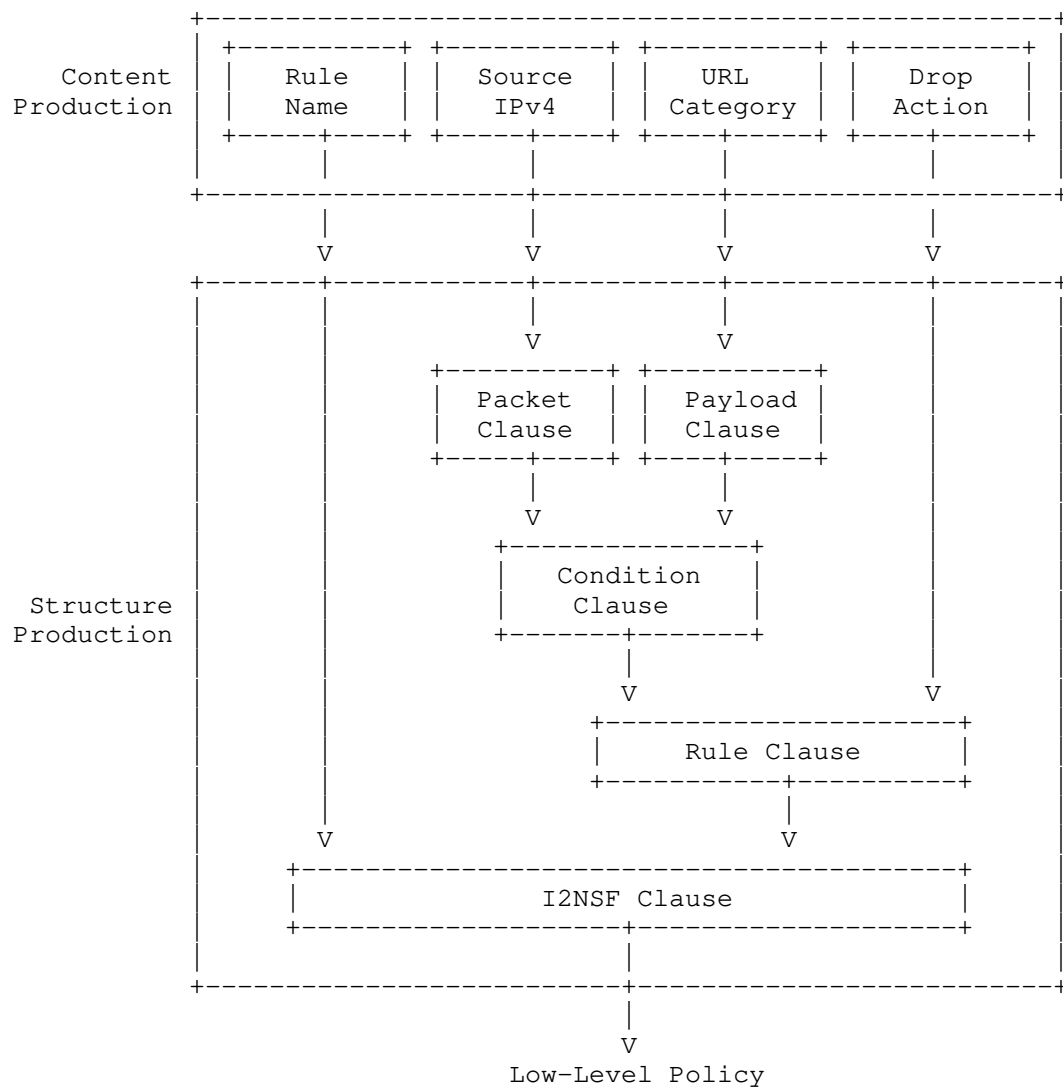 Content
Production
Rule
Name
Source
IPv4
URL
Category
Drop
Action
V V V V
Structure
Production
V V
Packet
Clause
Payload
Clause
V V
Condition
Clause
V V
Rule Clause
V V
I2NSF Clause
V
Low-Level Policy